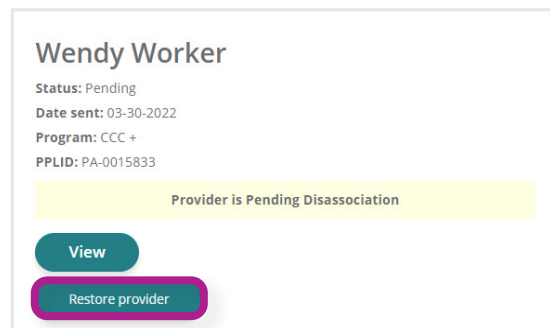 Wendy Worker
Status: Pending
Date sent: 03-30-2022
Program: CCC +
PPLID: PA-0015833
Provider is Pending Disassociation
View
Restore provider